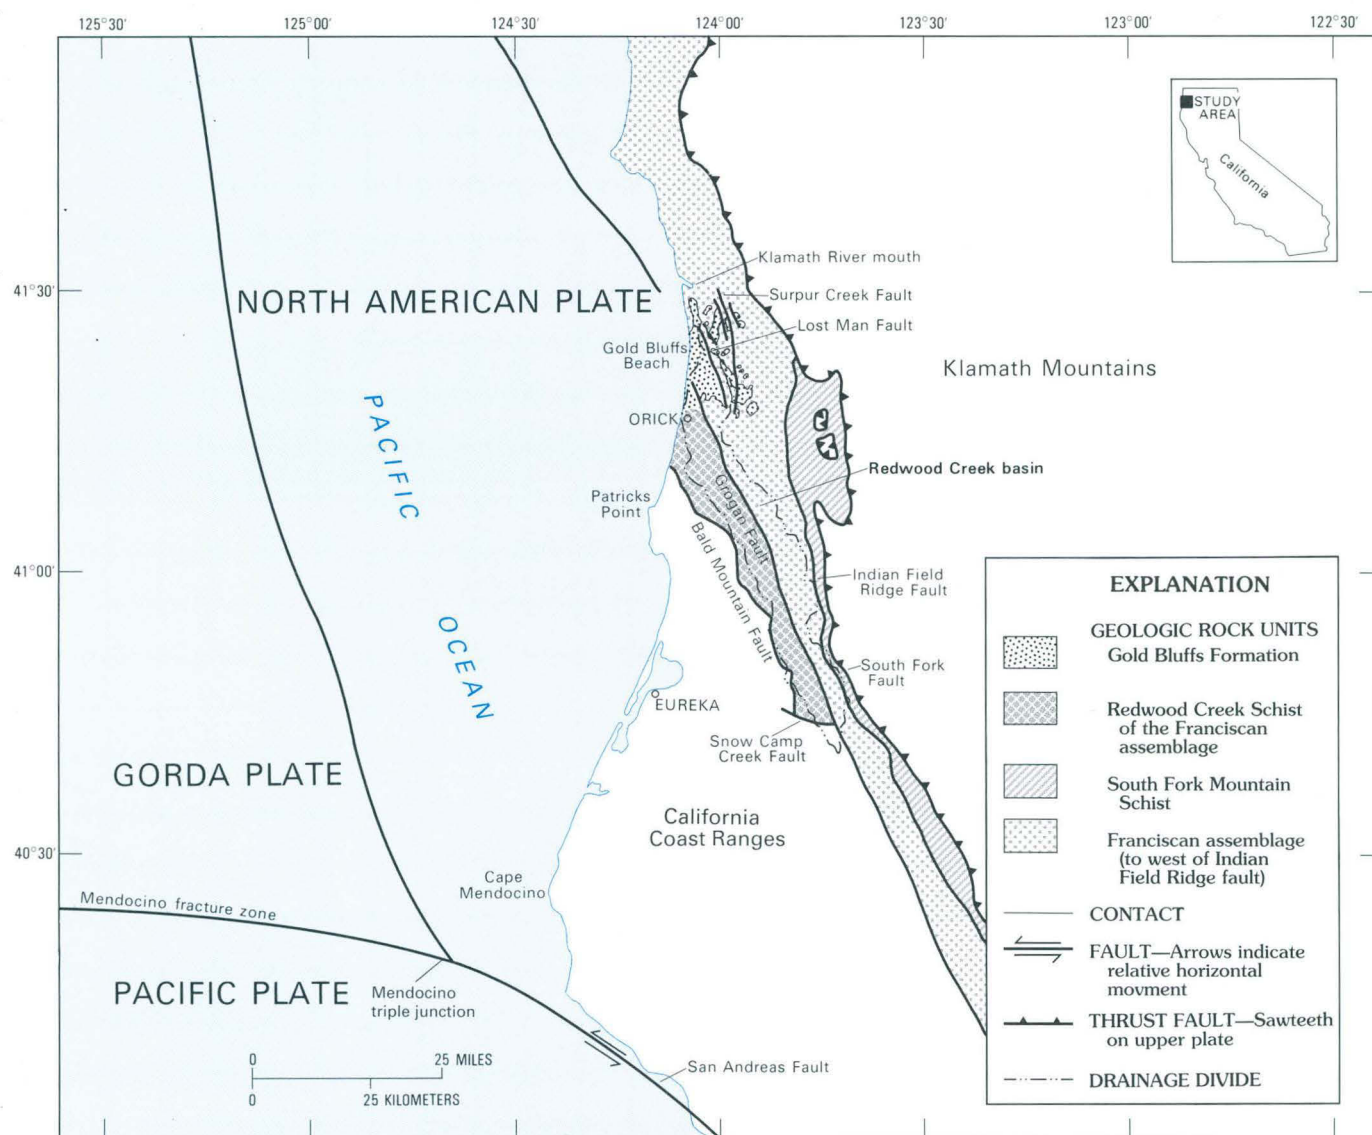 125°30'
125°00'
124°30'
124°00'
123°30'
123°00'
122°30'
STUDY
AREA
California
Klamath River mouth
41°30'
NORTH AMERICAN PLATE
Surpur Creek Fault
Lost Man Fault
Gold Bluffs
Beach
Klamath Mountains
PACIFIC
ORICK
Redwood Creek basin
Patricks
Point
Grogan Fault
Bald Mountain Fault
41°00'
Indian Field
Ridge Fault
OCEAN
South Fork
Fault
EUREKA
Snow Camp
Creek Fault
GORDA PLATE
California
Coast Ranges
40°30'
Cape
Mendocino
Mendocino fracture zone
PACIFIC PLATE
Mendocino
triple junction
San Andreas Fault
0
25 MILES
0
25 KILOMETERS
EXPLANATION
GEOLOGIC ROCK UNITS
Gold Bluffs Formation
Redwood Creek Schist
of the Franciscan
assemblage
South Fork Mountain
Schist
Franciscan assemblage
(to west of Indian
Field Ridge fault)
CONTACT
FAULT—Arrows indicate
relative horizontal
movment
THRUST FAULT—Sawteeth
on upper plate
DRAINAGE DIVIDE